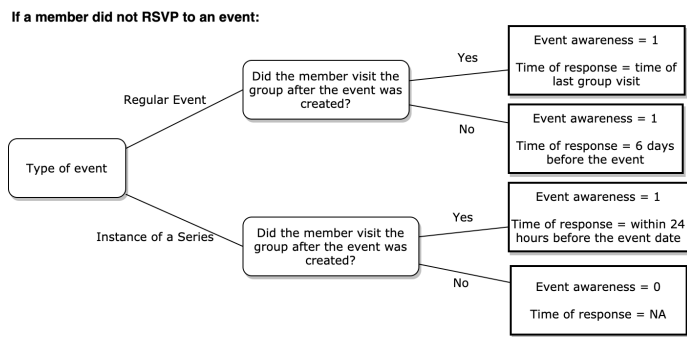 If a member did not RSVP to an event:
Type of event
Regular Event
Instance of a Series
Did the member visit the
group after the event was
created?
Yes
No
Event awareness = 1
Time of response = time of
last group visit
Event awareness = 1
Time of response = 6 days
before the event
Did the member visit the
group after the event was
created?
Yes
No
Event awareness = 1
Time of response = within 24
hours before the event date
Event awareness = 0
Time of response = NA